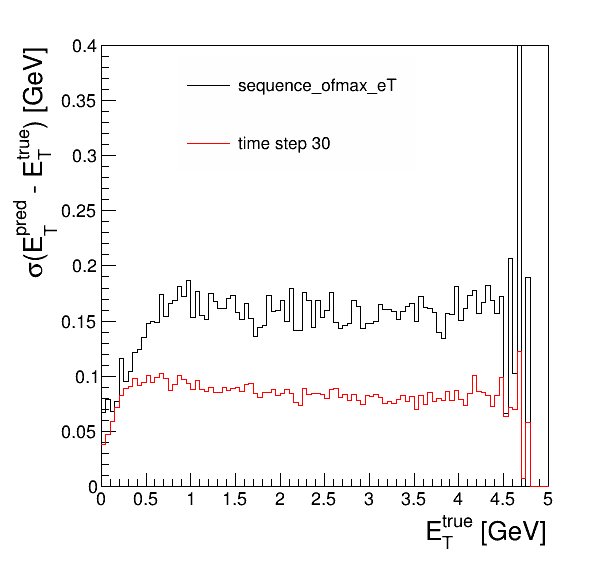 σ(E_T^pred - E_T^true) [GeV]
0.4
0.35
0.3
0.25
0.2
0.15
0.1
0.05
0
sequence_ofmax_eT
time step 30
0 0.5 1 1.5 2 2.5 3 3.5 4 4.5 5
E_T^true [GeV]